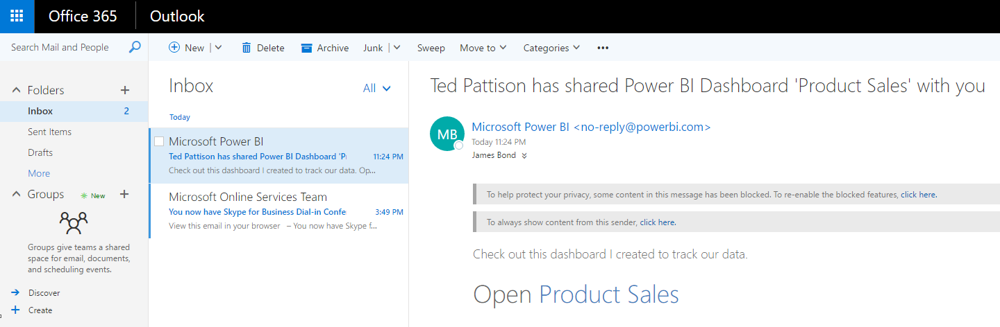 Office 365
Outlook
Search Mail and People
New
Delete
Archive
Junk
Sweep
Move to
Categories
Folders
Inbox 2
Sent Items
Drafts
More
Groups New
Groups give teams a shared
space for email, documents,
and scheduling events.
Discover
Create
Inbox
All
Today
Microsoft Power BI
Ted Pattison has shared Power BI Dashboard 'P 11:24 PM
Check out this dashboard I created to track our data. Op...
Microsoft Online Services Team
You now have Skype for Business Dial-in Confe 3:49 PM
View this email in your browser – You now have Skype f...
Ted Pattison has shared Power BI Dashboard 'Product Sales' with you
MB
Microsoft Power BI <no-reply@powerbi.com>
Today 11:24 PM
James Bond
To help protect your privacy, some content in this message has been blocked. To re-enable the blocked features, click here.
To always show content from this sender, click here.
Check out this dashboard I created to track our data.
Open Product Sales